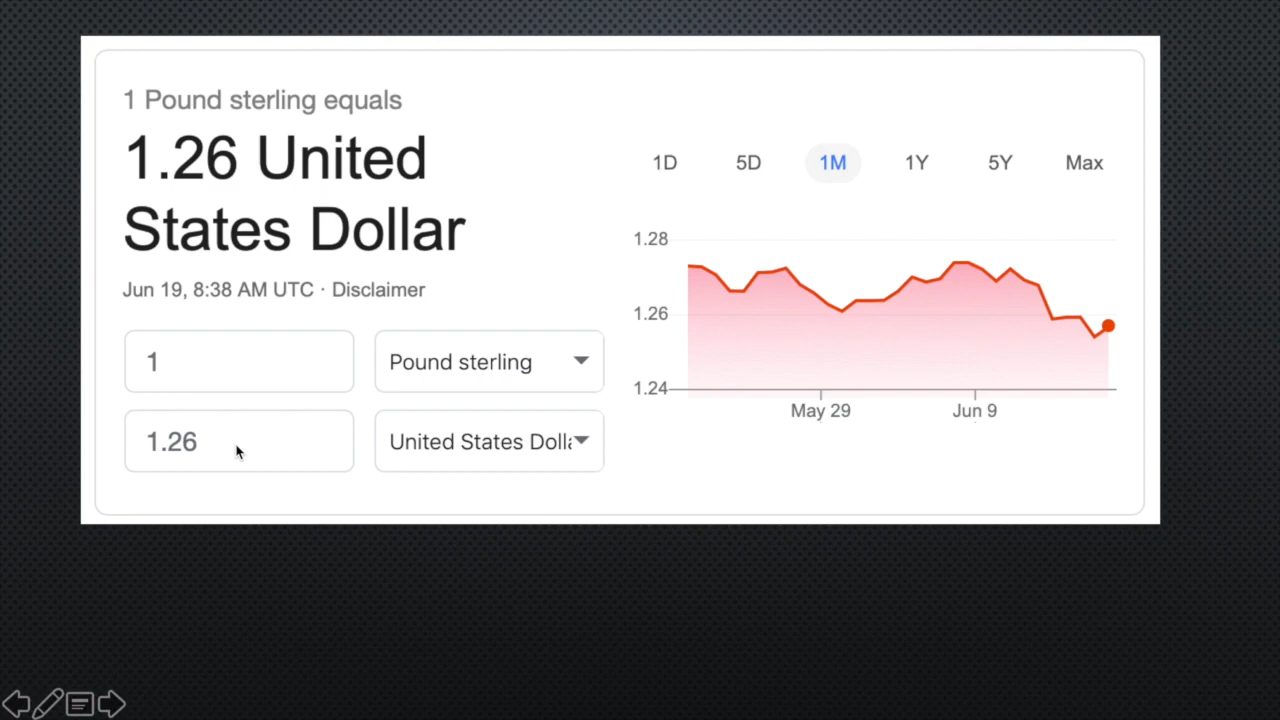 1 Pound sterling equals
1.26 United
States Dollar
Jun 19, 8:38 AM UTC · Disclaimer
1
Pound sterling
1.26
United States Doll
1D 5D 1M 1Y 5Y Max
1.28
1.26
1.24
May 29 Jun 9